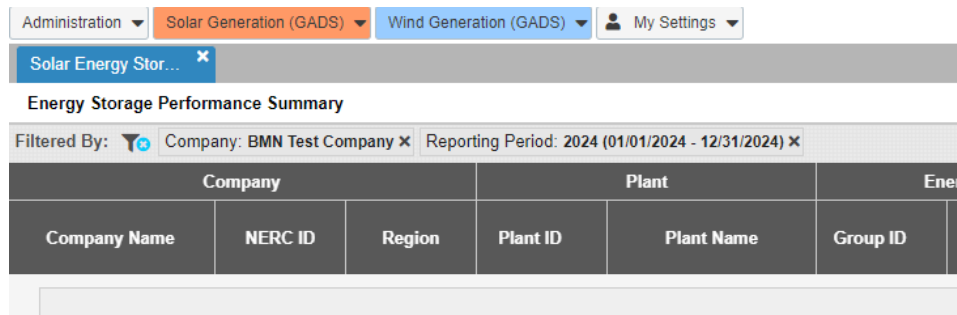 Administration Solar Generation (GADS) Wind Generation (GADS) My Settings
Solar Energy Stor... ×
Energy Storage Performance Summary
Filtered By: Company: BMN Test Company × Reporting Period: 2024 (01/01/2024 - 12/31/2024) ×
Company Plant Ene
Company Name NERC ID Region Plant ID Plant Name Group ID